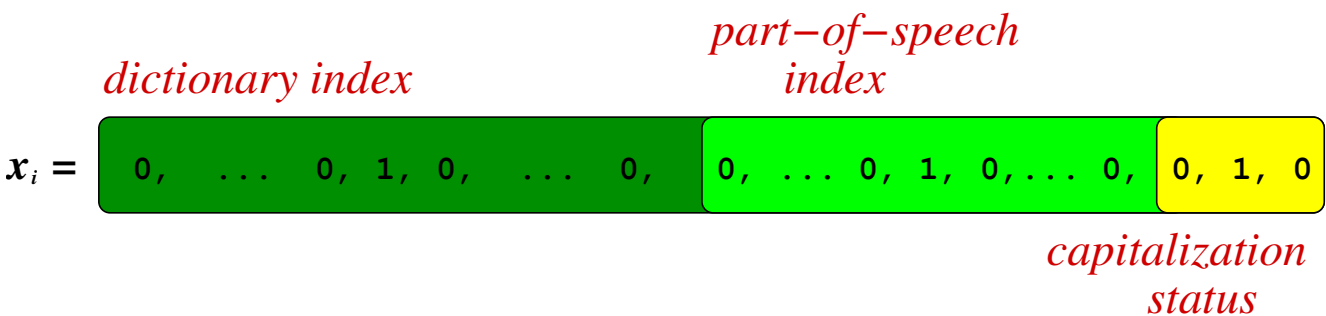 part−of−speech
dictionary index
index
x_i = 0, ... 0, 1, 0, ... 0, 0, ... 0, 1, 0,... 0, 0, 1, 0
capitalization
status